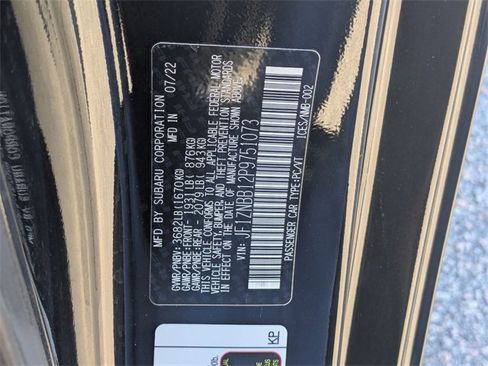 MFD BY SUBARU CORPORATION
MFD IN 07/22
GVWR/PNBV: 3682LB(1670KG)
GAWR/PNBE:FRONT- 1931LB( 876KG)
GAWR/PNBE:REAR - 2079LB( 943KG)
THIS VEHICLE CONFORMS TO ALL APPLICABLE FEDERAL MOTOR
VEHICLE SAFETY,BUMPER,AND THEFT PREVENTION STANDARDS
IN EFFECT ON THE DATE OF MANUFACTURE SHOWN ABOVE.
VIN: JF1ZNBB12P9751073
PASSENGER CAR TYPE:PC/VT ICES/NMB-002
KP